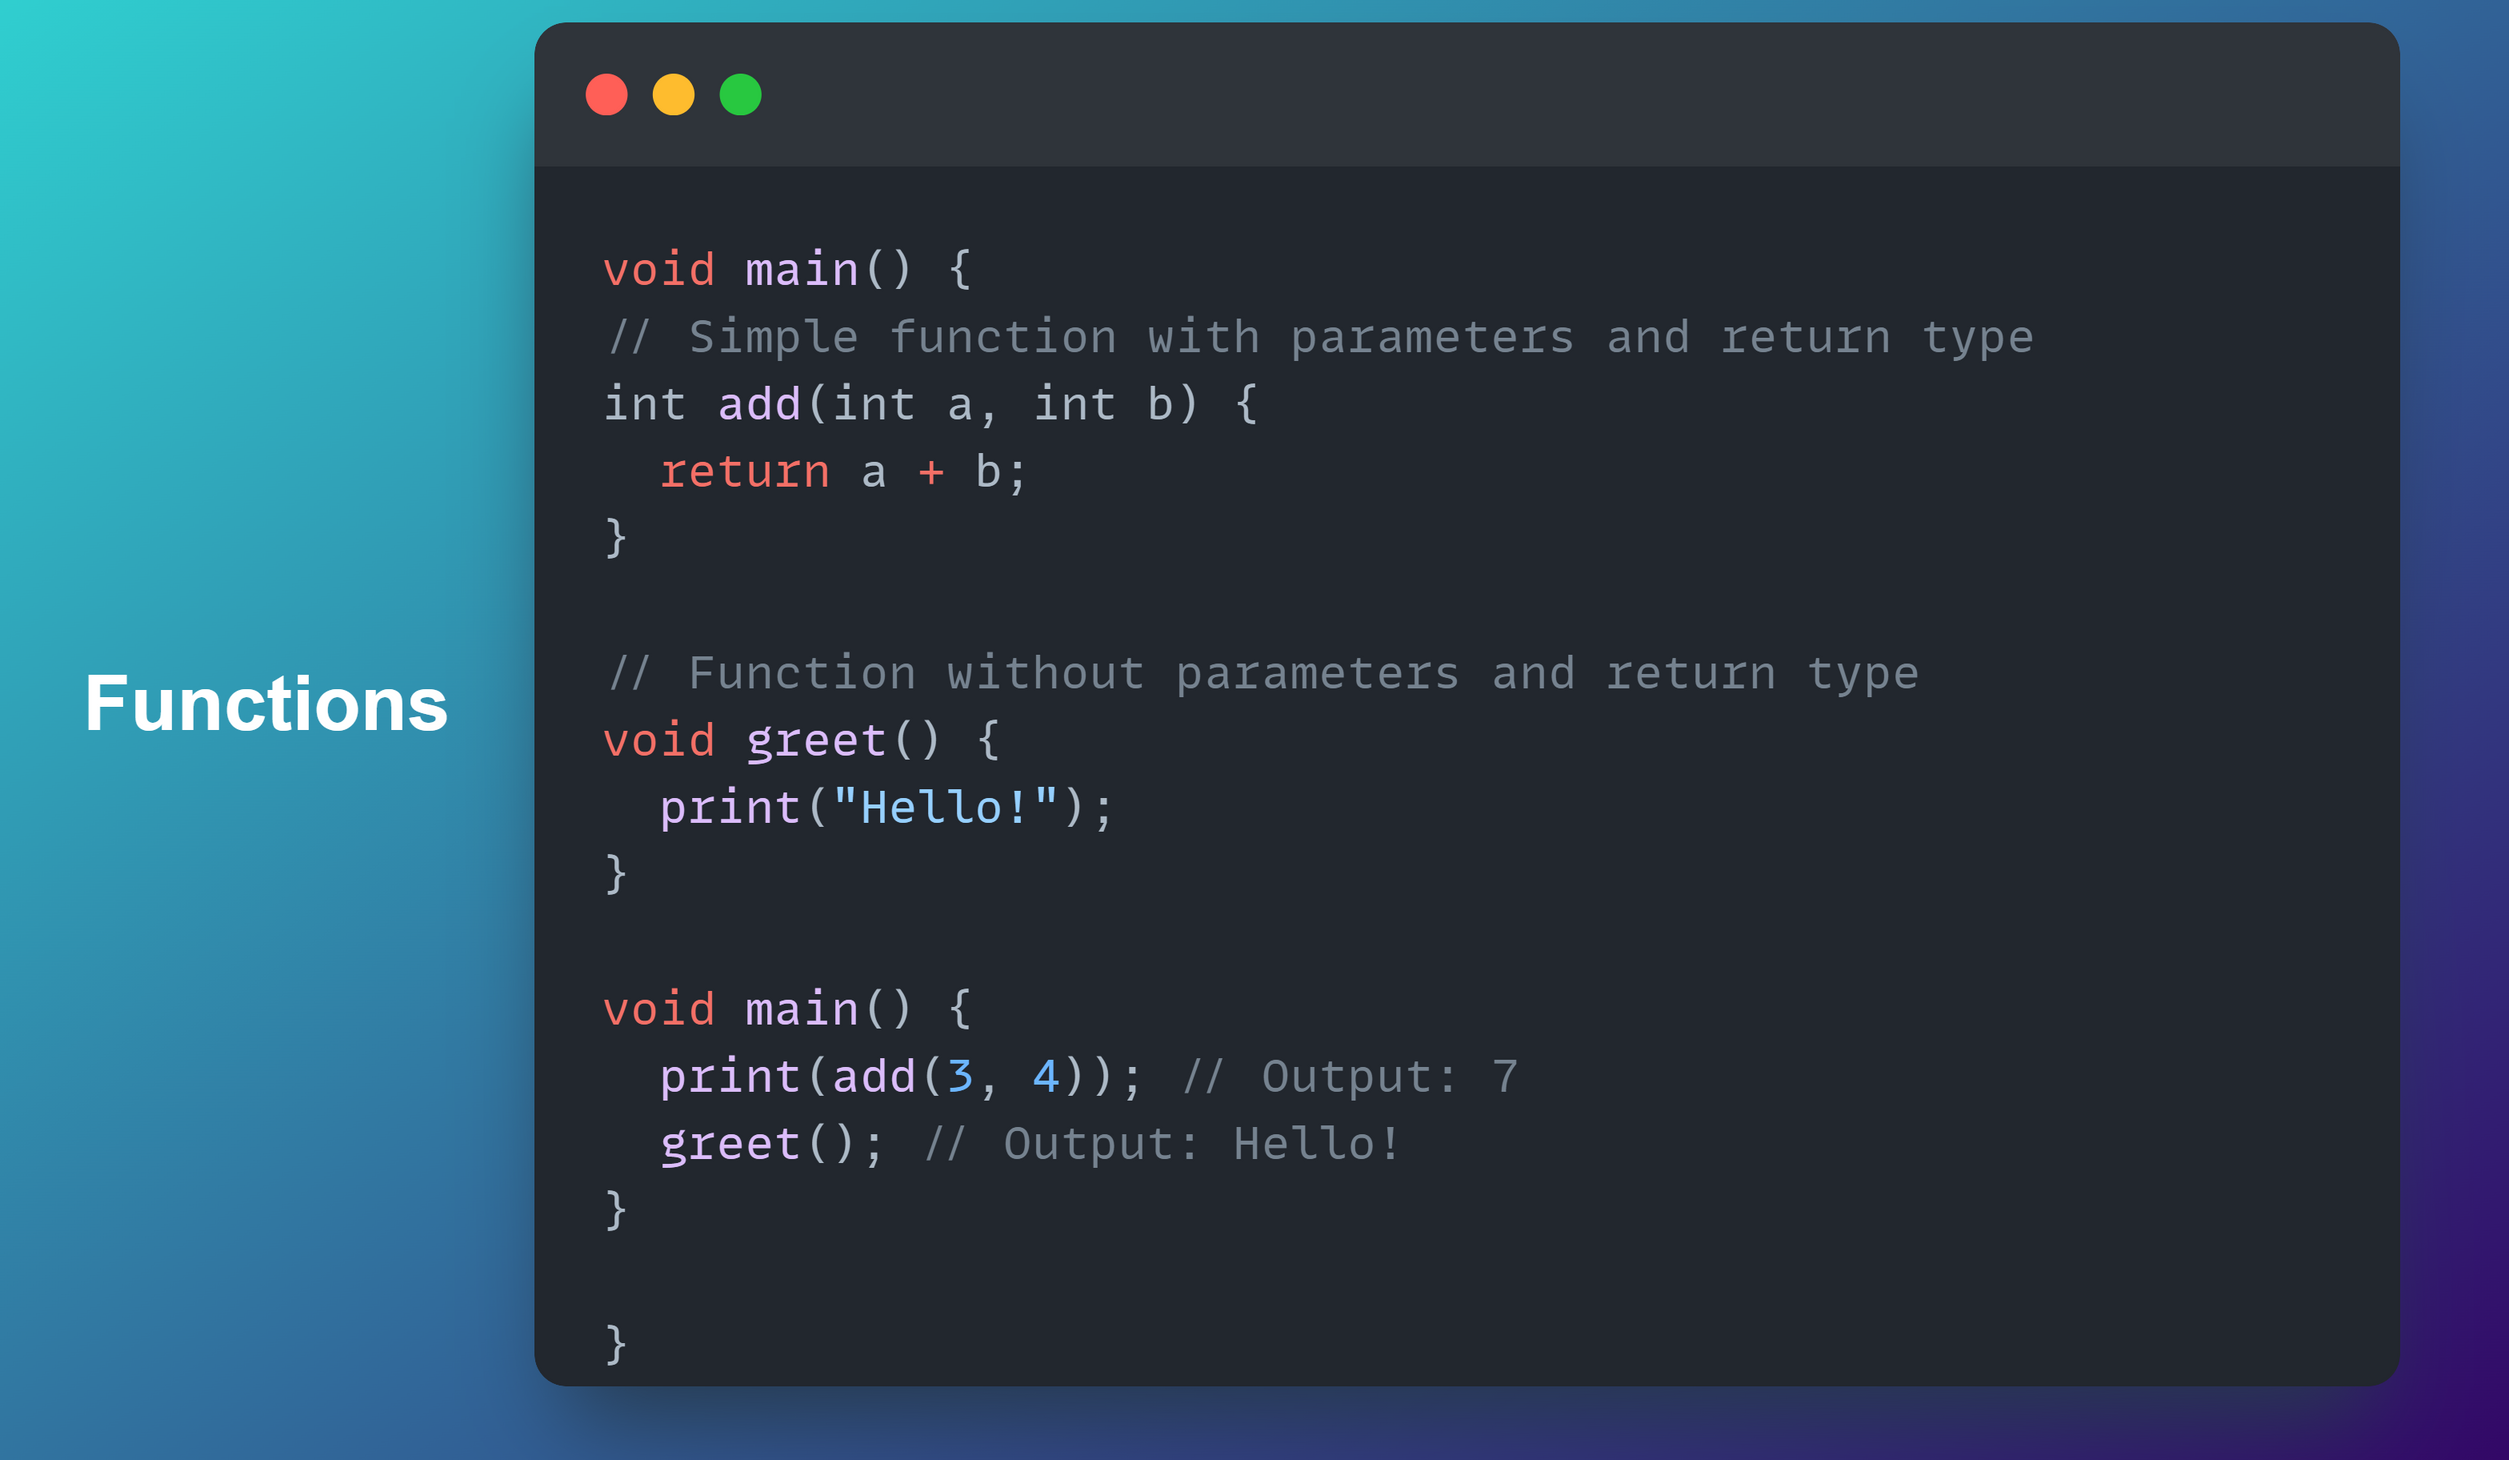 Functions
void main() {
// Simple function with parameters and return type
int add(int a, int b) {
  return a + b;
}

// Function without parameters and return type
void greet() {
  print("Hello!");
}

void main() {
  print(add(3, 4)); // Output: 7
  greet(); // Output: Hello!
}

}